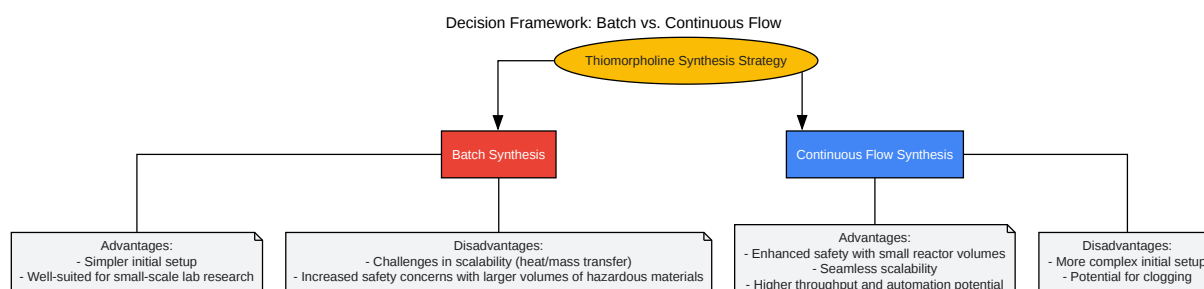 Decision Framework: Batch vs. Continuous Flow
Thiomorpholine Synthesis Strategy
Batch Synthesis
Continuous Flow Synthesis
Advantages:
- Simpler initial setup
- Well-suited for small-scale lab research
Disadvantages:
- Challenges in scalability (heat/mass transfer)
- Increased safety concerns with larger volumes of hazardous materials
Advantages:
- Enhanced safety with small reactor volumes
- Seamless scalability
- Higher throughput and automation potential
Disadvantages:
- More complex initial setup
- Potential for clogging